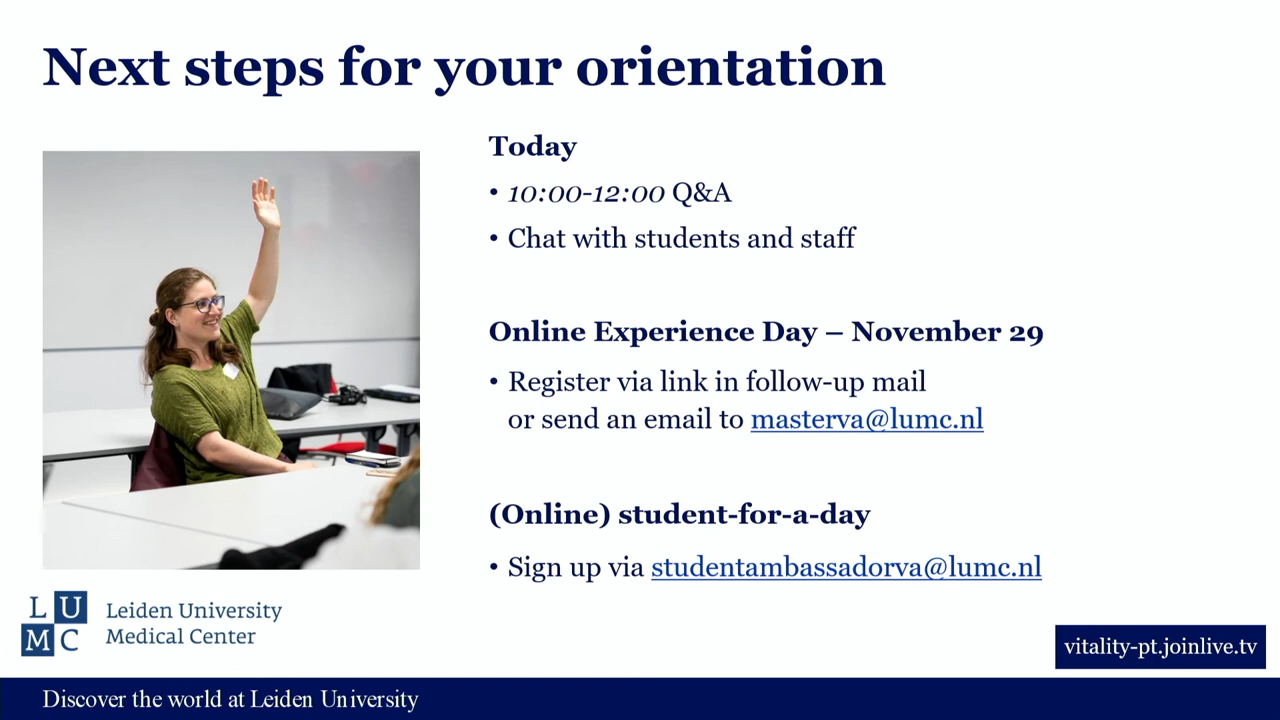 Next steps for your orientation
Today
• 10:00-12:00 Q&A
• Chat with students and staff
Online Experience Day – November 29
• Register via link in follow-up mail
or send an email to masterva@lumc.nl
(Online) student-for-a-day
• Sign up via studentambassadorva@lumc.nl
LU
MC
Leiden University
Medical Center
vitality-pt.joinlive.tv
Discover the world at Leiden University